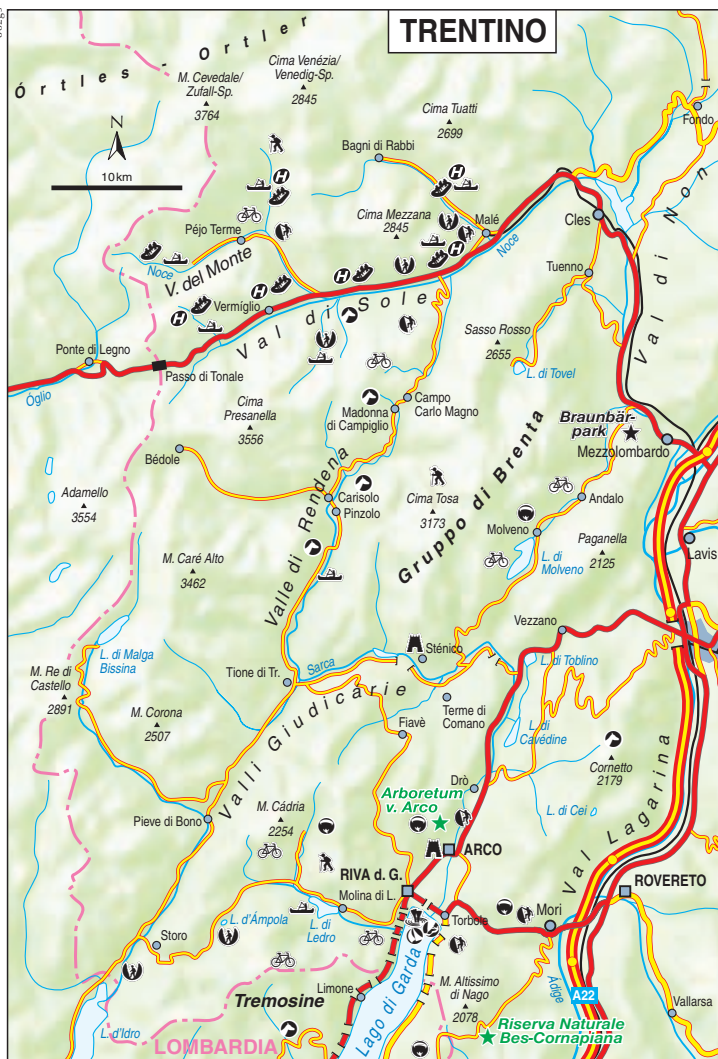 TRENTINO
Órtles - Ortler
Cima Venézia/
Venedig-Sp.
2845
M. Cevedale/
Zufall-Sp.
3764
Cima Tuatti
2699
Fondo
N
10 km
Bagni di Rabbi
H
H
Cima Mezzana
2845
Malé
Cles
Val di Non
Péjo Terme
Noce
V. del Monte
H
Noce
Tuenno
H
H
Vermíglio
H
Val di Sole
Sasso Rosso
2655
L. di Tovel
Ponte di Legno
Passo di Tonale
Óglio
Cima
Presanella
3556
Campo
Carlo Magno
Madonna
di Campiglio
Braunbär-
park
Mezzolombardo
Bédole
Adamello
3554
Carisolo
Pinzolo
Cima Tosa
3173
Andalo
Gruppo di Brenta
Valle di Rendena
Molveno
L. di
Molveno
Paganella
2125
Lavis
M. Caré Alto
3462
Vezzano
L. di Malga
Bissina
Sarca
Sténico
L. di Toblino
M. Re di
Castello
2891
Tione di Tr.
Terme di
Comano
M. Corona
2507
Valli Giudicarie
Fiavè
L. di
Cavédine
Cornetto
2179
Drò
Arboretum
v. Arco
L. di Cei
M. Cádria
2254
Pieve di Bono
ARCO
Val Lagarina
RIVA d. G.
ROVERETO
Molina di L.
L. d'Ámpola
L. di
Ledro
Torbole
Mori
Storo
Limone
Lago di Garda
M. Altissimo
di Nago
2078
Ádige
A22
Tremosine
Vallarsa
L. d'Idro
LOMBARDIA
Riserva Naturale
Bes-Cornapiana